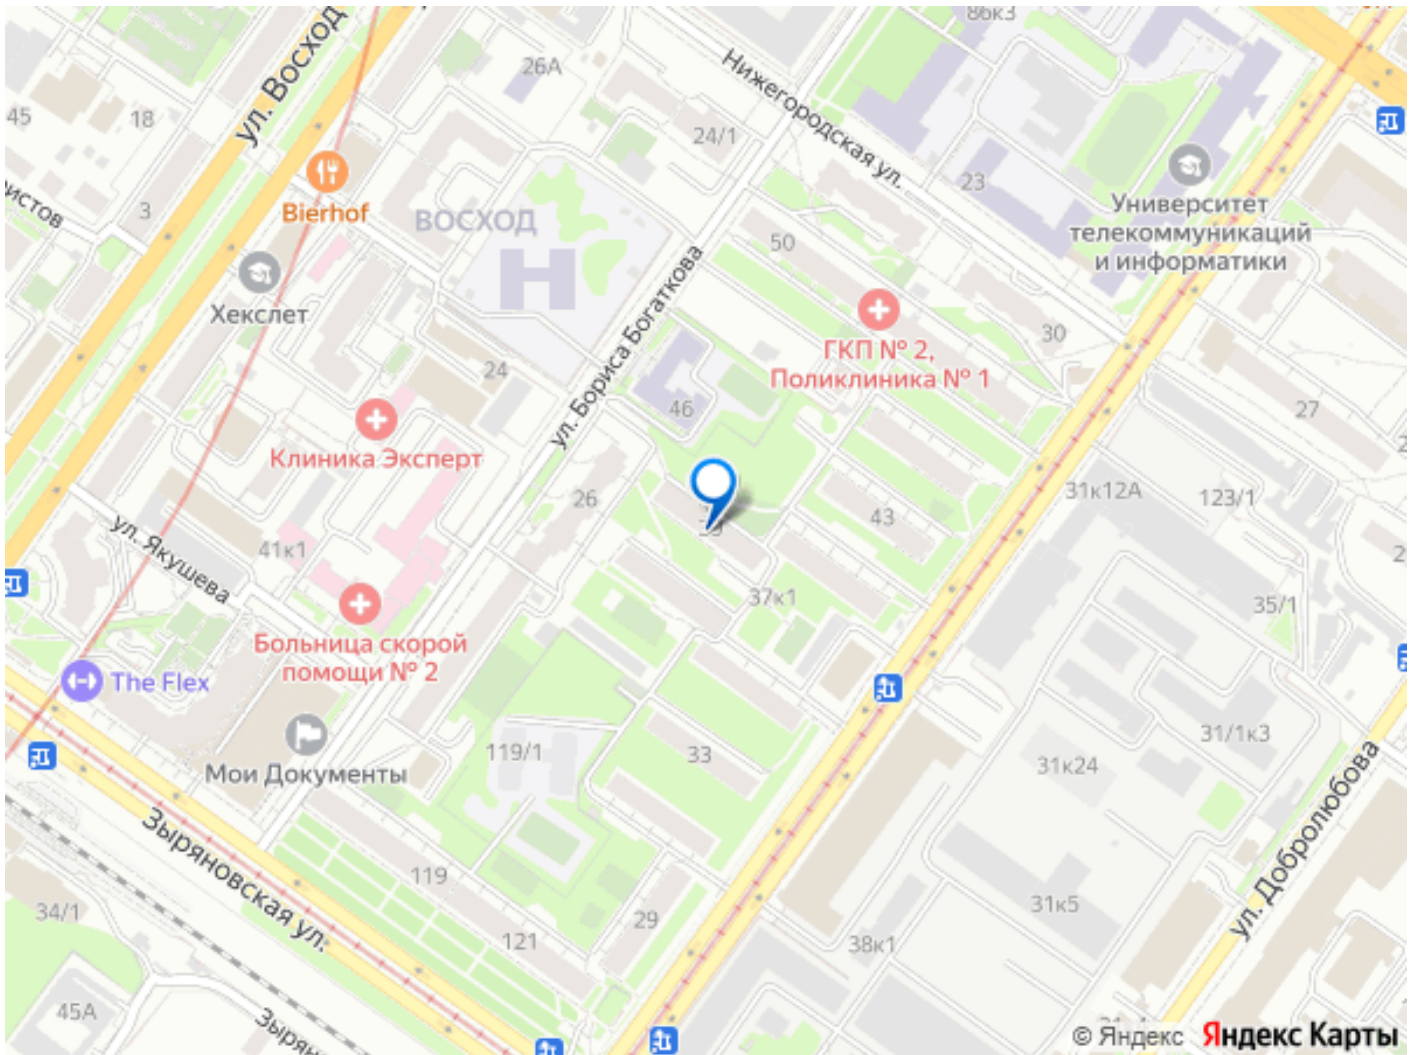 86к3
ул. Восход
26А
Нижегородская ул.
45
18
24/1
23
Университет
телекоммуникаций
и информатики
ристов
3
Bierhof
ВОСХОД
50
Хекслет
ул. Бориса Богаткова
ГКП № 2,
Поликлиника № 1
30
24
46
27
Клиника Эксперт
26
31к12А
123/1
43
ул. Якушева
41к1
37к1
35/1
Больница скорой
помощи № 2
The Flex
119/1
33
31/1к3
31к24
Мои Документы
ул. Добролюбова
Зыряновская ул.
119
34/1
29
31к5
121
38к1
45А
Зырян
© Яндекс Яндекс Карты